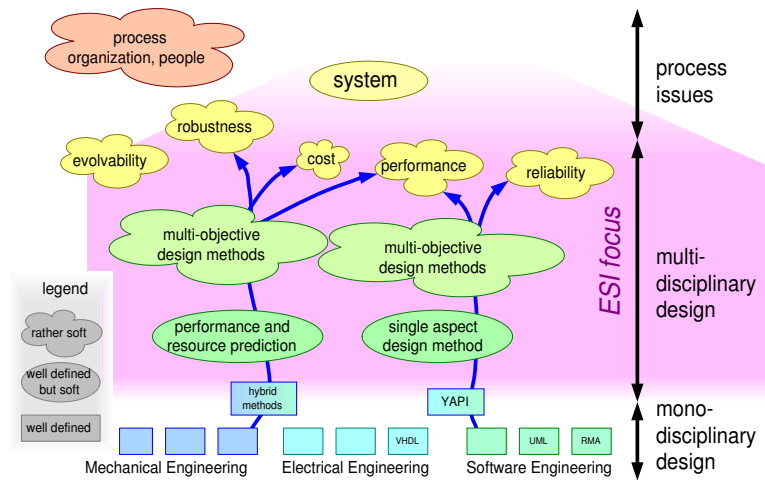 process
organization, people
system
process
issues
robustness
evolvability
cost
performance
reliability
multi-objective
design methods
multi-objective
design methods
ESI focus
multi-
disciplinary
design
legend
rather soft
well defined
but soft
well defined
performance and
resource prediction
single aspect
design method
hybrid
methods
YAPI
mono-
disciplinary
design
VHDL
UML
RMA
Mechanical Engineering
Electrical Engineering
Software Engineering